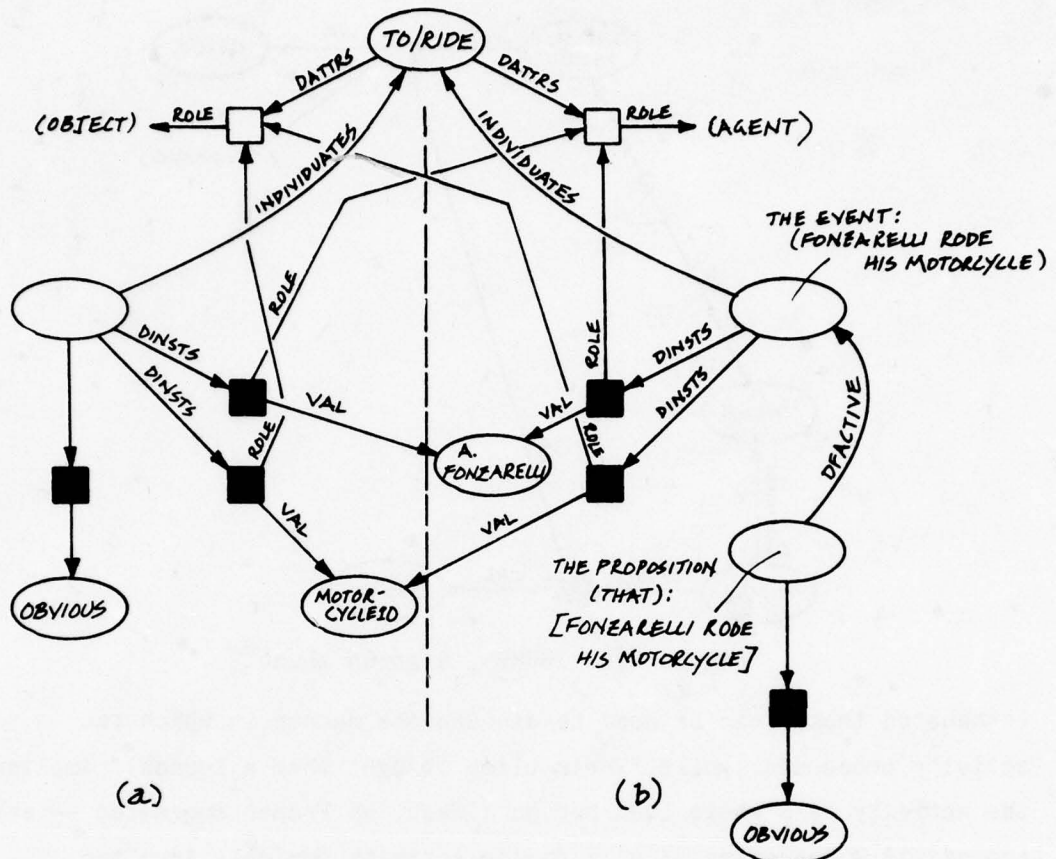 TO/RIDE
DATTRS
DATTRS
(OBJECT)
ROLE
ROLE
(AGENT)
INDIVIDUATES
INDIVIDUATES
THE EVENT:
(FONZARELLI RODE
HIS MOTORCYCLE)
ROLE
ROLE
DINSTS
DINSTS
DINSTS
DINSTS
VAL
VAL
ROLE
ROLE
A.
FONZARELLI
DFACTIVE
VAL
VAL
OBVIOUS
MOTOR-
CYCLE10
THE PROPOSITION
(THAT):
[FONZARELLI RODE
HIS MOTORCYCLE]
(a)
(b)
OBVIOUS